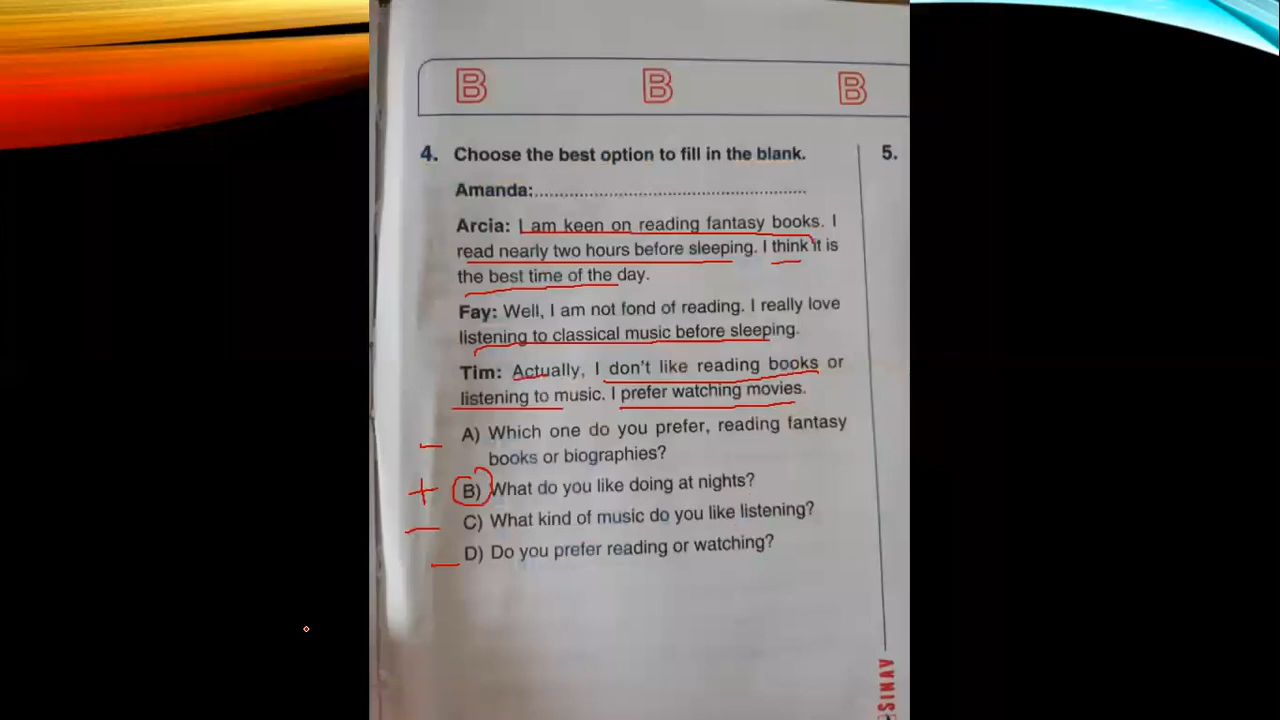 B B B
4. Choose the best option to fill in the blank. 5.
Amanda:......................................................
Arcia: I am keen on reading fantasy books. I
read nearly two hours before sleeping. I think it is
the best time of the day.
Fay: Well, I am not fond of reading. I really love
listening to classical music before sleeping.
Tim: Actually, I don't like reading books or
listening to music. I prefer watching movies.
A) Which one do you prefer, reading fantasy
books or biographies?
B) What do you like doing at nights?
C) What kind of music do you like listening?
D) Do you prefer reading or watching?
SINAV